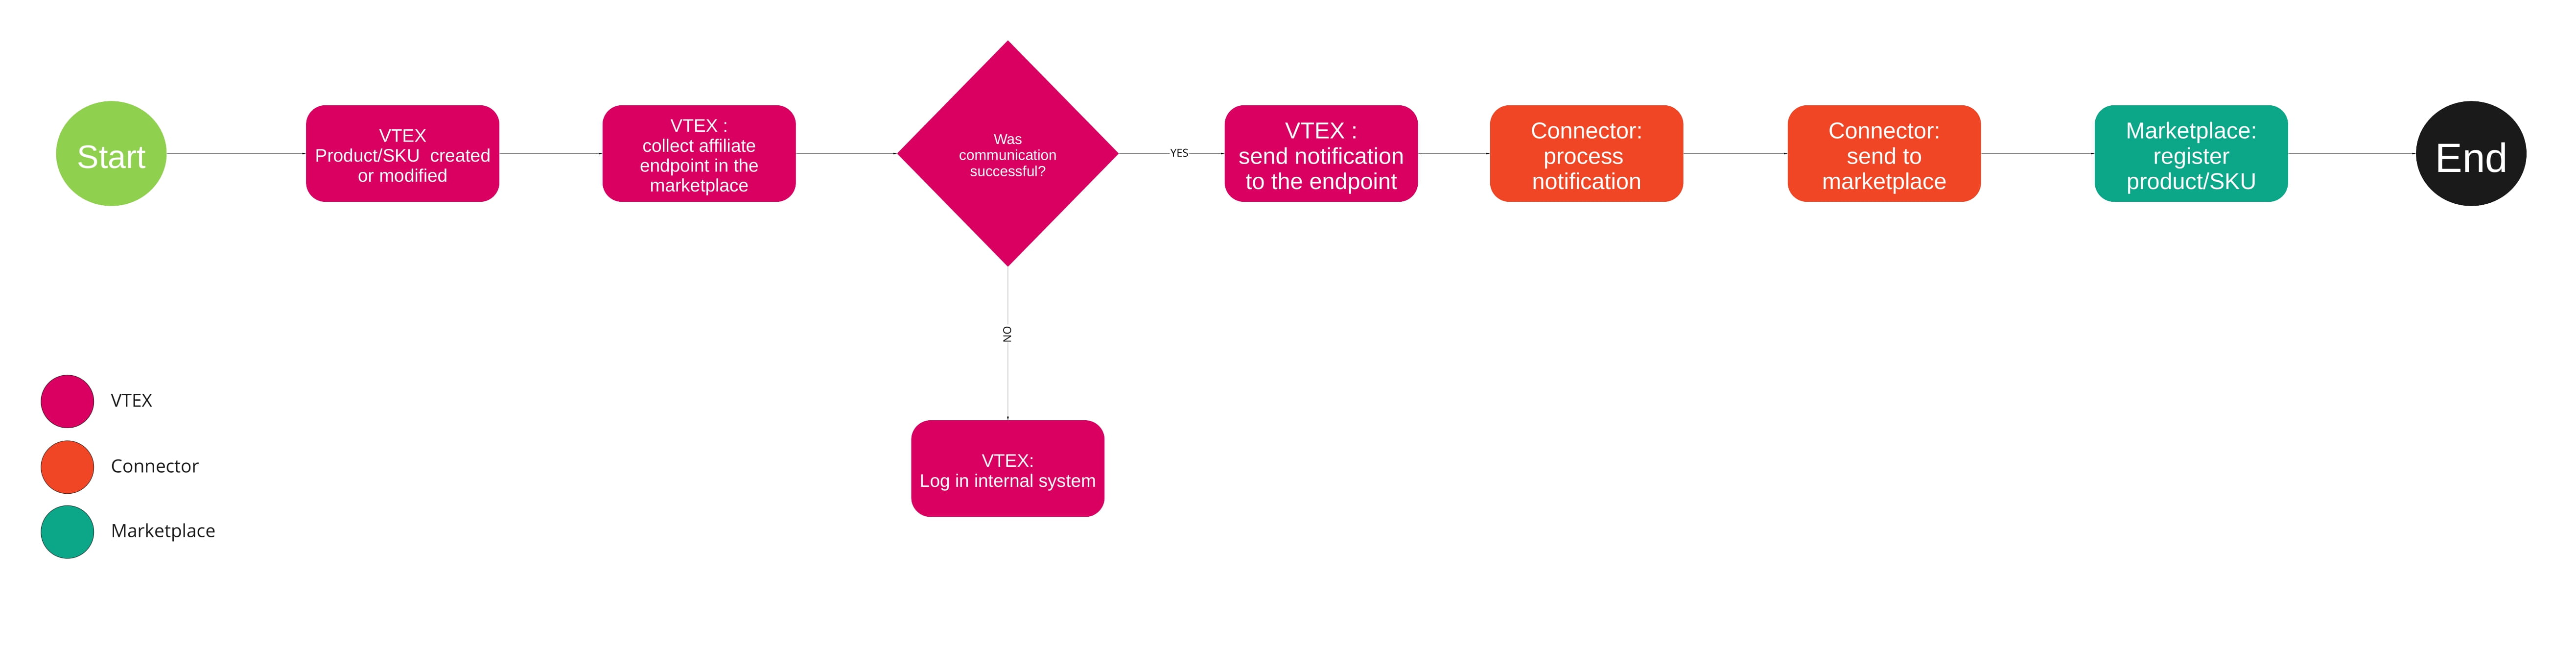 Start
VTEX
Product/SKU  created
or modified
VTEX :
collect affiliate
endpoint in the
marketplace
Was
communication
successful?
YES
VTEX :
send notification
to the endpoint
Connector:
process
notification
Connector:
send to
marketplace
Marketplace:
register
product/SKU
End
NO
VTEX:
Log in internal system
VTEX
Connector
Marketplace